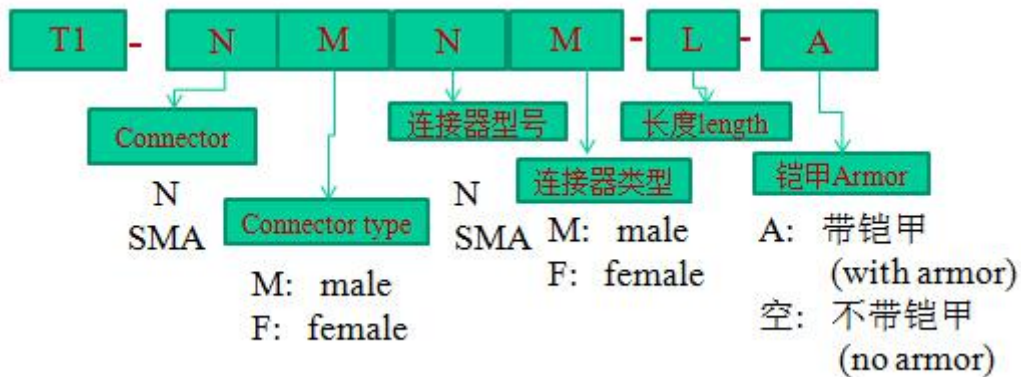 T1 - N M N M - L - A
Connector
连接器型号
长度length
连接器类型
铠甲Armor
Connector type
N
SMA
N
SMA
M: male
F: female
M: male
F: female
A: 带铠甲
(with armor)
空: 不带铠甲
(no armor)